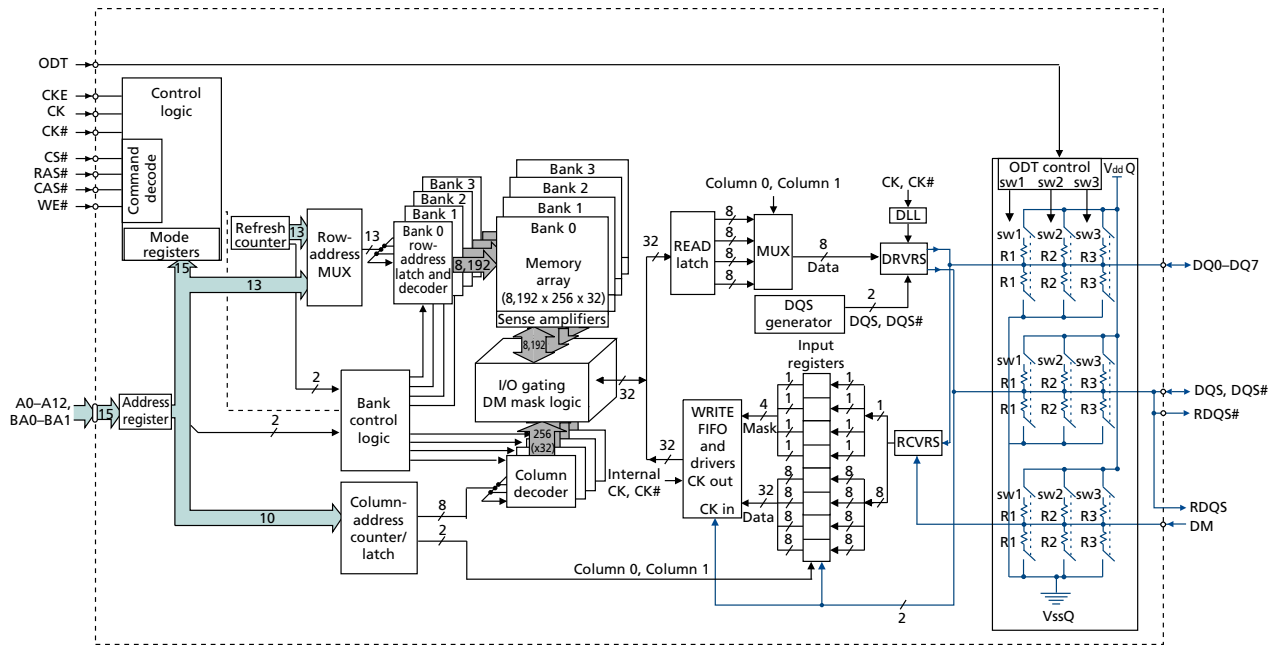 ODT
CKE
CK
CK#
CS#
RAS#
CAS#
WE#
Control
logic
Command
decode
Mode
registers
15
Refresh
counter
13
Row-
address
MUX
13
13
Bank 3
Bank 2
Bank 1
Bank 0
row-
address
latch and
decoder
8,192
Bank 3
Bank 2
Bank 1
Bank 0
Memory
array
(8,192 x 256 x 32)
Sense amplifiers
8,192
I/O gating
DM mask logic
32
A0–A12,
BA0–BA1
15
Address
register
2
2
Bank
control
logic
256
(x32)
Column
decoder
10
Column-
address
counter/
latch
8
2
Column 0, Column 1
32
READ
latch
8
8
8
8
Column 0, Column 1
MUX
8
Data
CK, CK#
DLL
DRVRS
DQS
generator
2
DQS, DQS#
Input
registers
32
Internal
CK, CK#
WRITE
FIFO
and
drivers
CK out
CK in
4
Mask
32
Data
1
1
1
1
8
8
8
8
1
1
1
1
8
8
8
8
1
8
RCVRS
2
ODT control
sw1
sw2
sw3
Vdd Q
sw1
sw2
sw3
R1
R2
R3
R1
R2
R3
sw1
sw2
sw3
R1
R2
R3
R1
R2
R3
sw1
sw2
sw3
R1
R2
R3
R1
R2
R3
VssQ
DQ0–DQ7
DQS, DQS#
RDQS#
RDQS
DM